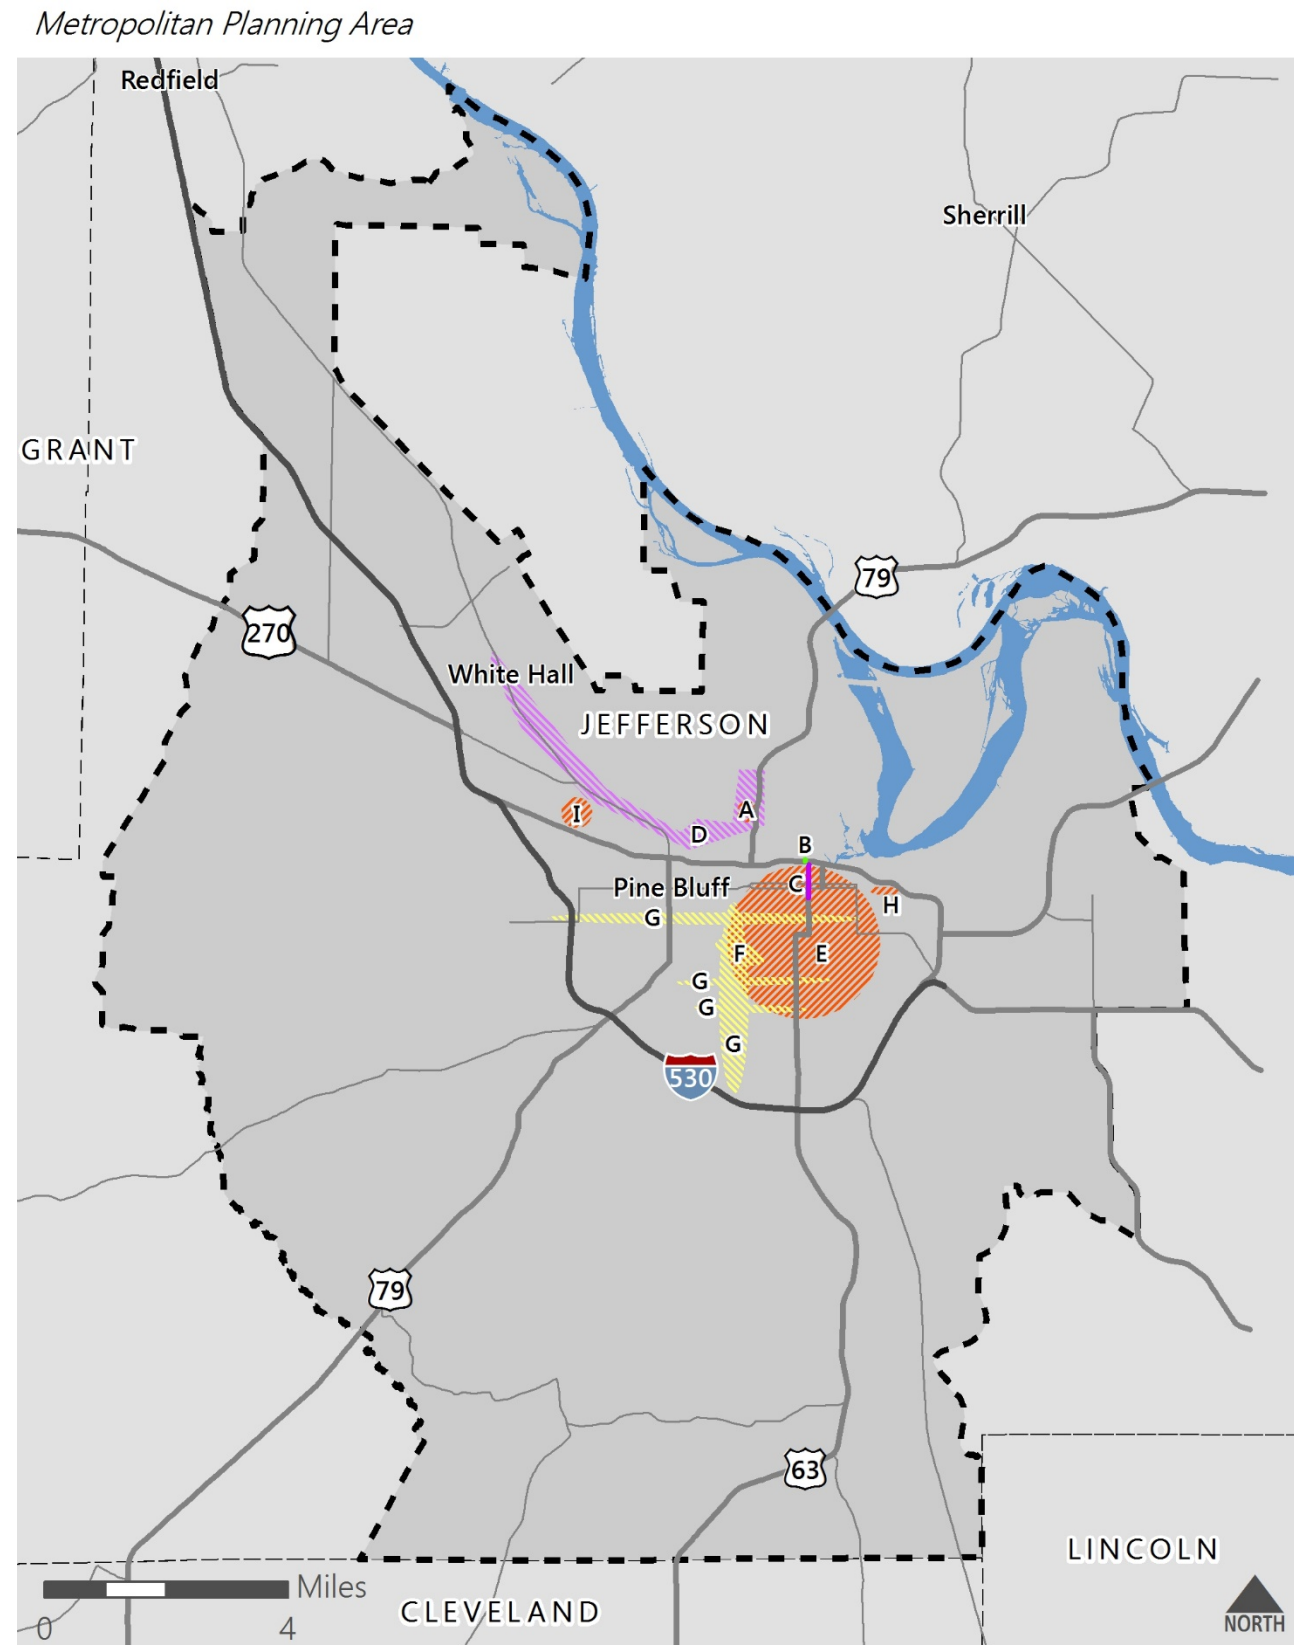 Metropolitan Planning Area
Redfield
Sherrill
GRANT
79
270
White Hall
JEFFERSON
A
I
D
B
Pine Bluff
C
H
G
F
E
G
G
G
530
79
63
LINCOLN
Miles
0
4
CLEVELAND
NORTH